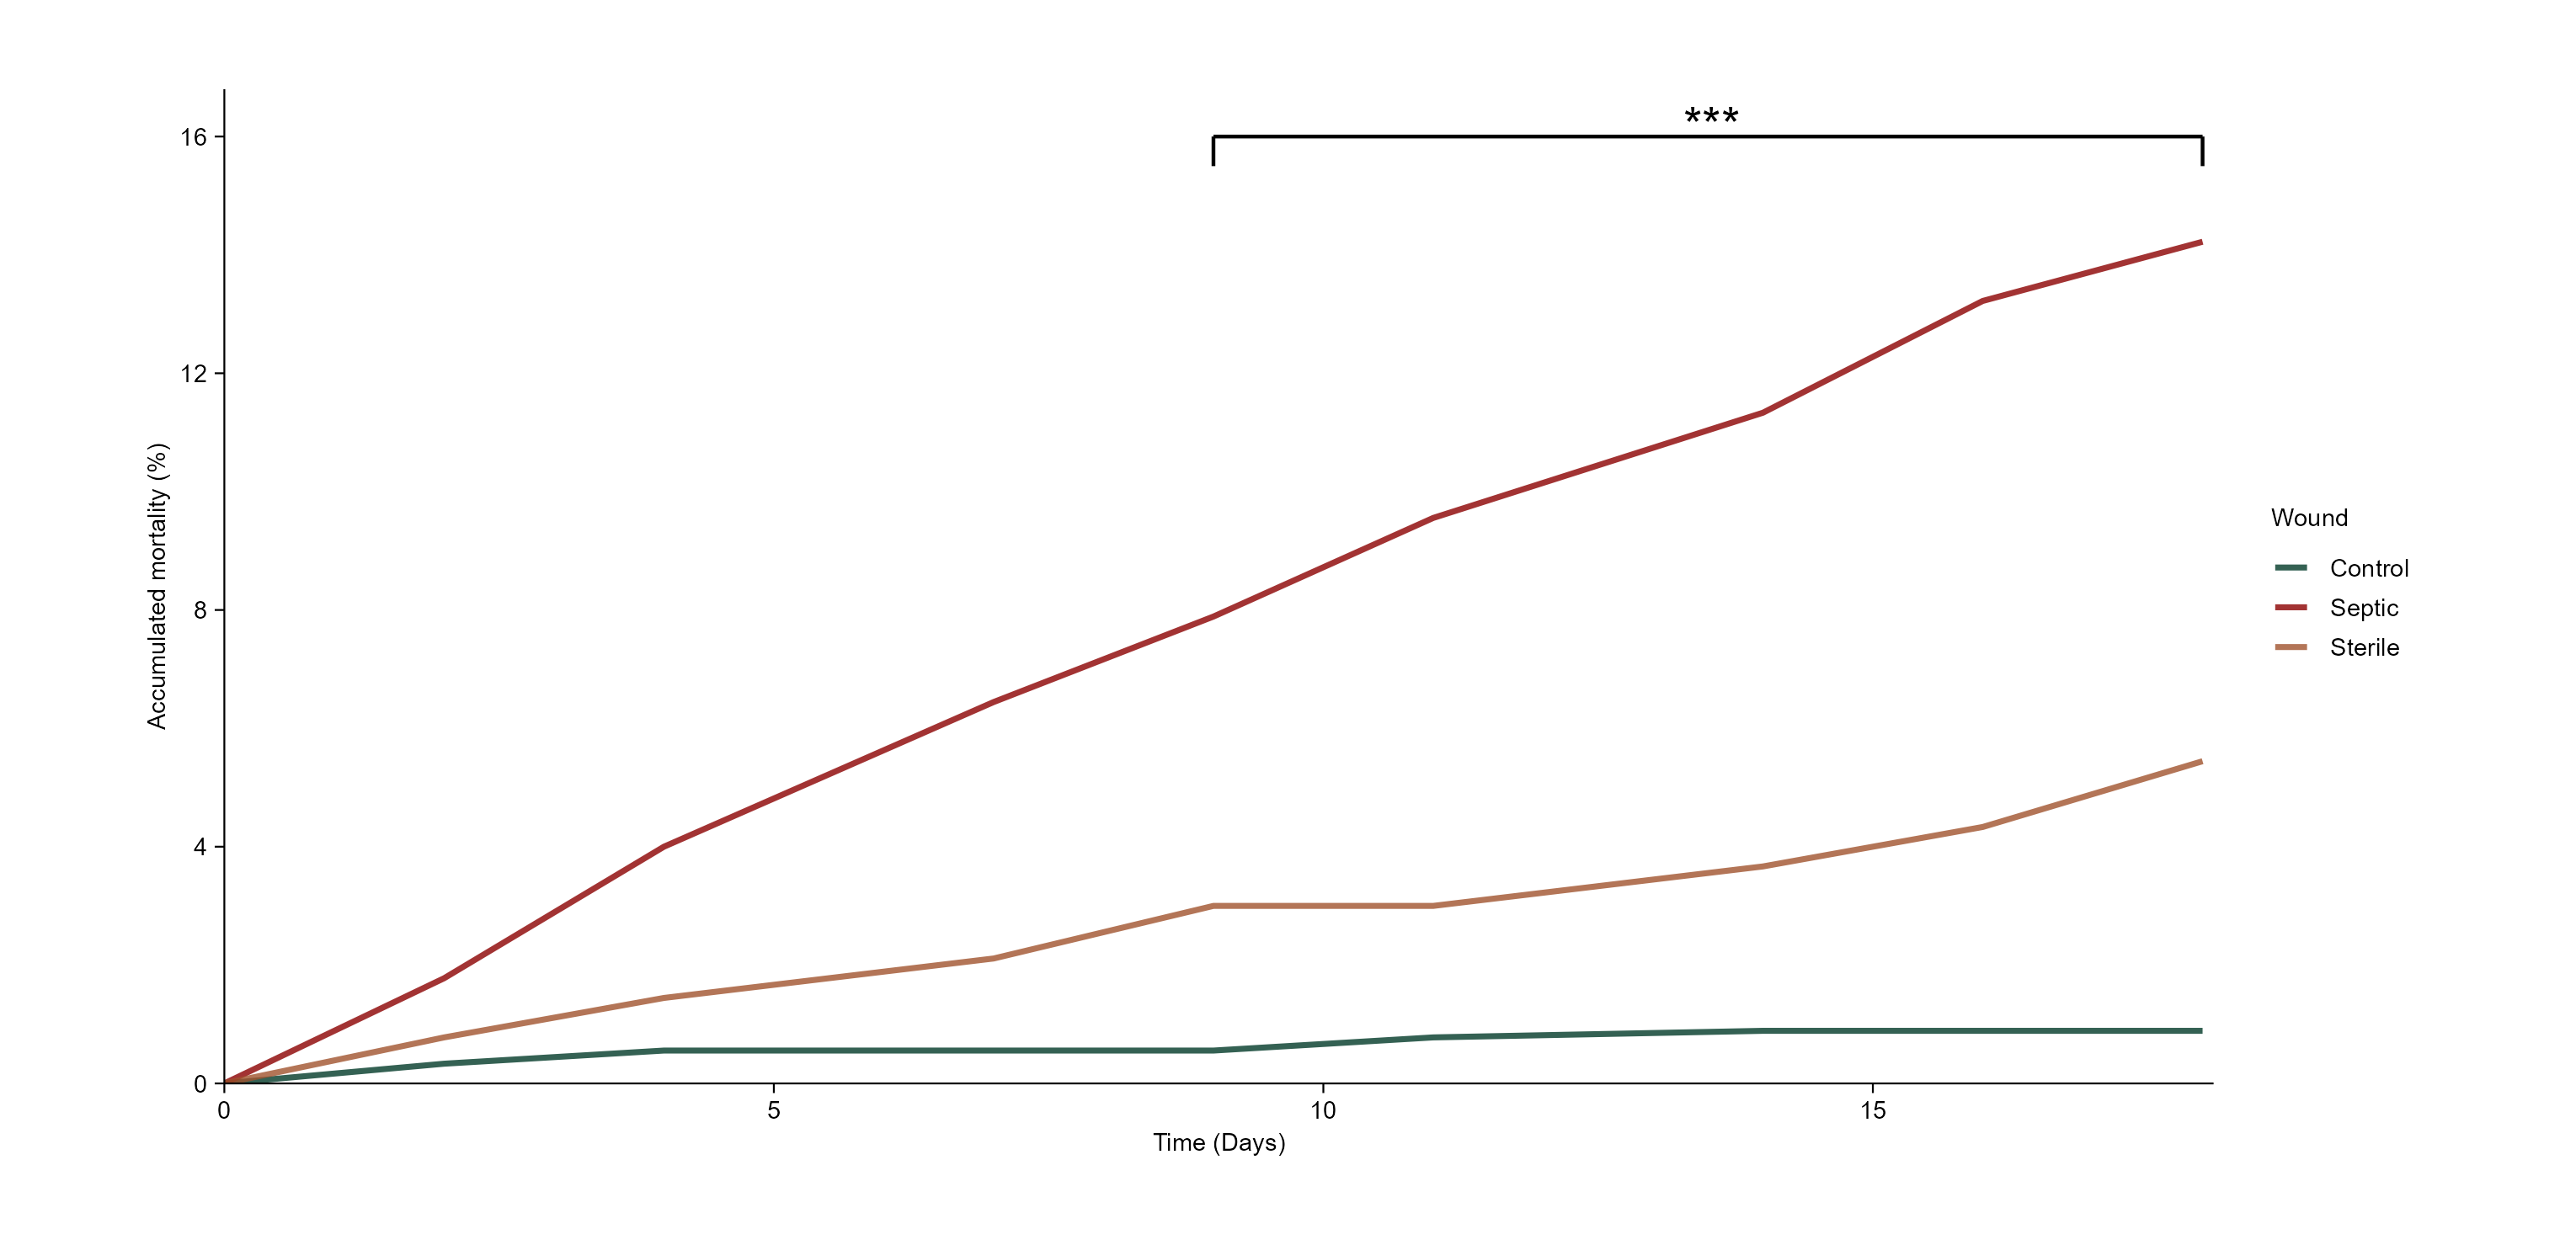 ***
16
12
8
4
0
0 5 10 15
Time (Days)
Accumulated mortality (%)
Wound
Control
Septic
Sterile